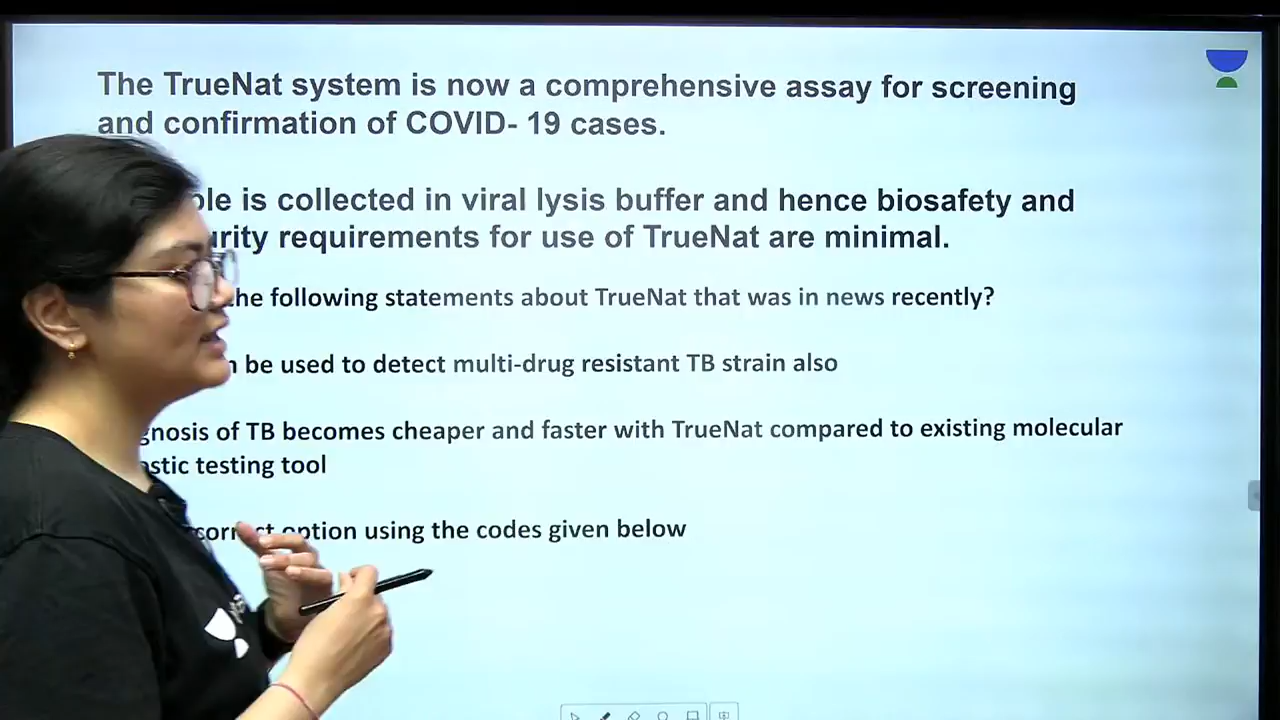 The TrueNat system is now a comprehensive assay for screening
and confirmation of COVID- 19 cases.
is collected in viral lysis buffer and hence biosafety and
requirements for use of TrueNat are minimal.
the following statements about TrueNat that was in news recently?
be used to detect multi-drug resistant TB strain also
of TB becomes cheaper and faster with TrueNat compared to existing molecular
testing tool
option using the codes given below